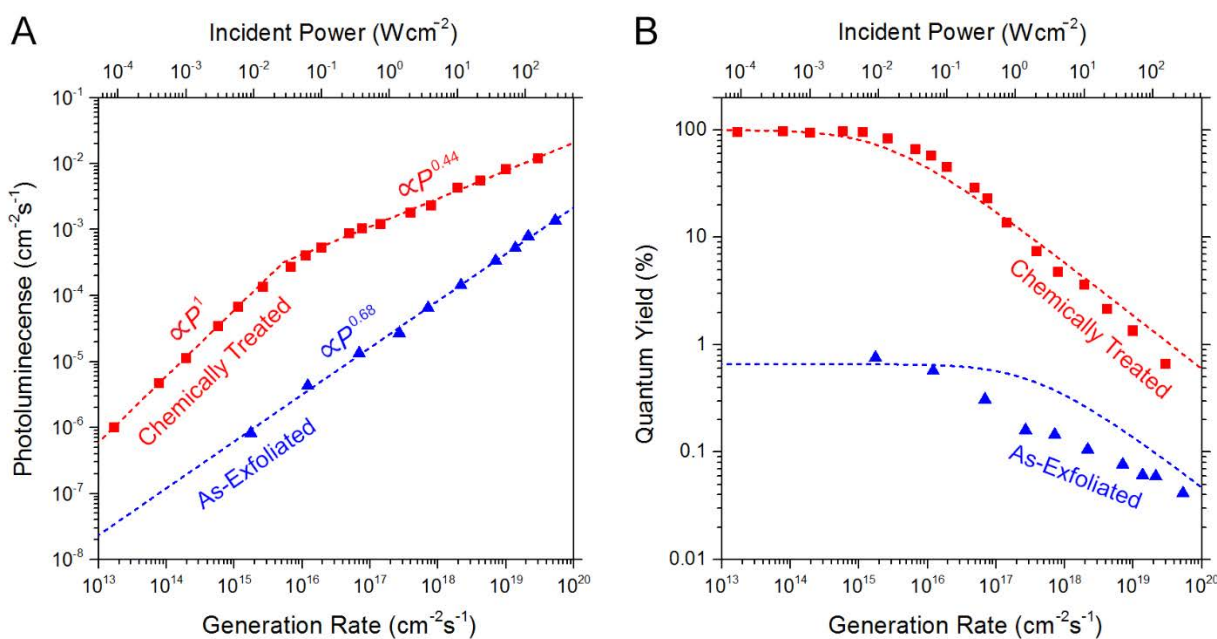 A
Incident Power (Wcm⁻²)
10⁻⁴ 10⁻³ 10⁻² 10⁻¹ 10⁰ 10¹ 10²
10⁻¹
10⁻²
10⁻³
10⁻⁴
10⁻⁵
10⁻⁶
10⁻⁷
10⁻⁸
Photoluminecense (cm⁻²s⁻¹)
∝P⁰·⁴⁴
∝P¹
Chemically Treated
∝P⁰·⁶⁸
As-Exfoliated
10¹³ 10¹⁴ 10¹⁵ 10¹⁶ 10¹⁷ 10¹⁸ 10¹⁹ 10²⁰
Generation Rate (cm⁻²s⁻¹)
B
Incident Power (Wcm⁻²)
10⁻⁴ 10⁻³ 10⁻² 10⁻¹ 10⁰ 10¹ 10²
100
10
1
0.1
0.01
Quantum Yield (%)
Chemically Treated
As-Exfoliated
10¹³ 10¹⁴ 10¹⁵ 10¹⁶ 10¹⁷ 10¹⁸ 10¹⁹ 10²⁰
Generation Rate (cm⁻²s⁻¹)